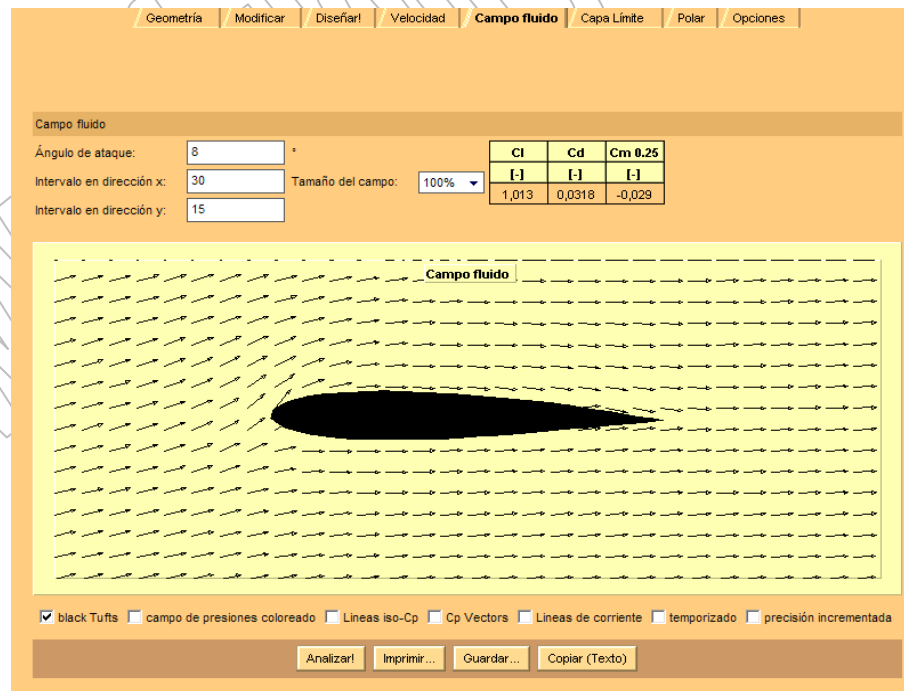 Geometría Modificar Diseñar! Velocidad Campo fluido Capa Límite Polar Opciones
Campo fluido
Ángulo de ataque: 8 °
Intervalo en dirección x: 30 Tamaño del campo: 100%
Intervalo en dirección y: 15
Cl Cd Cm 0.25
[-] [-] [-]
1,013 0,0318 -0,029
Campo fluido
black Tufts campo de presiones coloreado Lineas iso-Cp Cp Vectors Lineas de corriente temporizado precisión incrementada
Analizar! Imprimir... Guardar... Copiar (Texto)